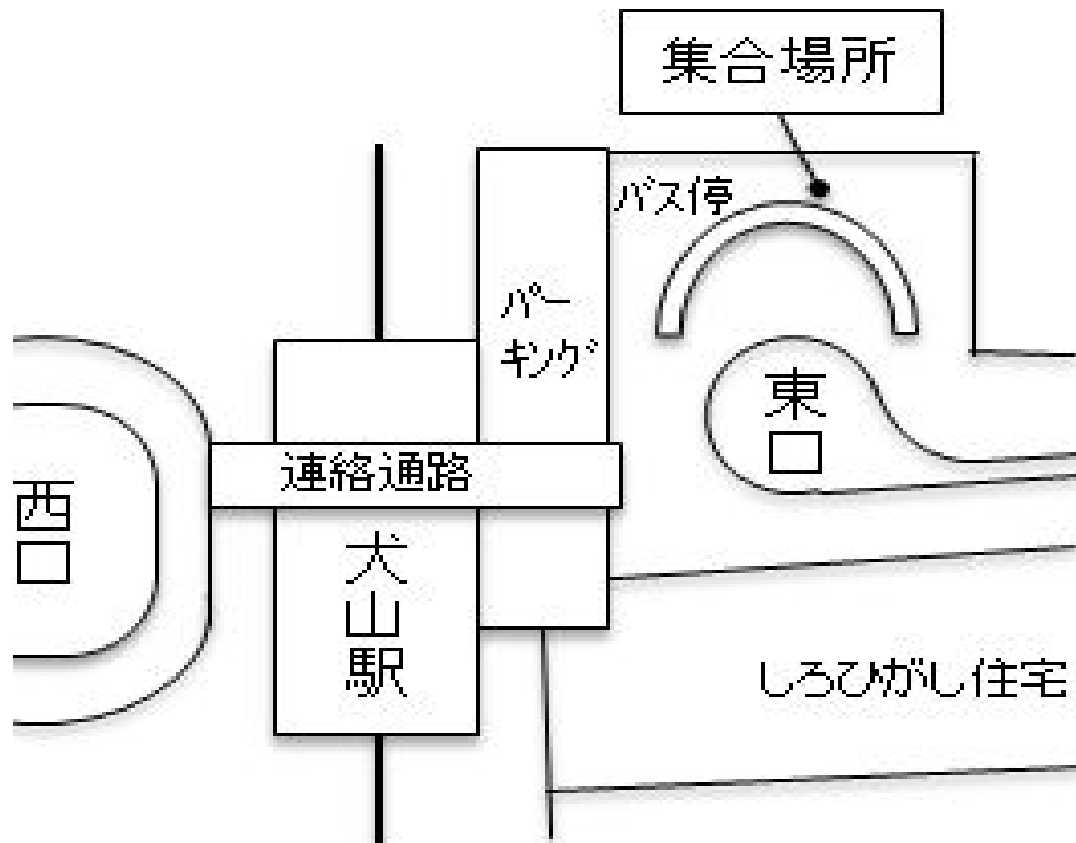 集合場所
バス停
パー
キング
東口
連絡通路
西口
犬山駅
しろひがし住宅